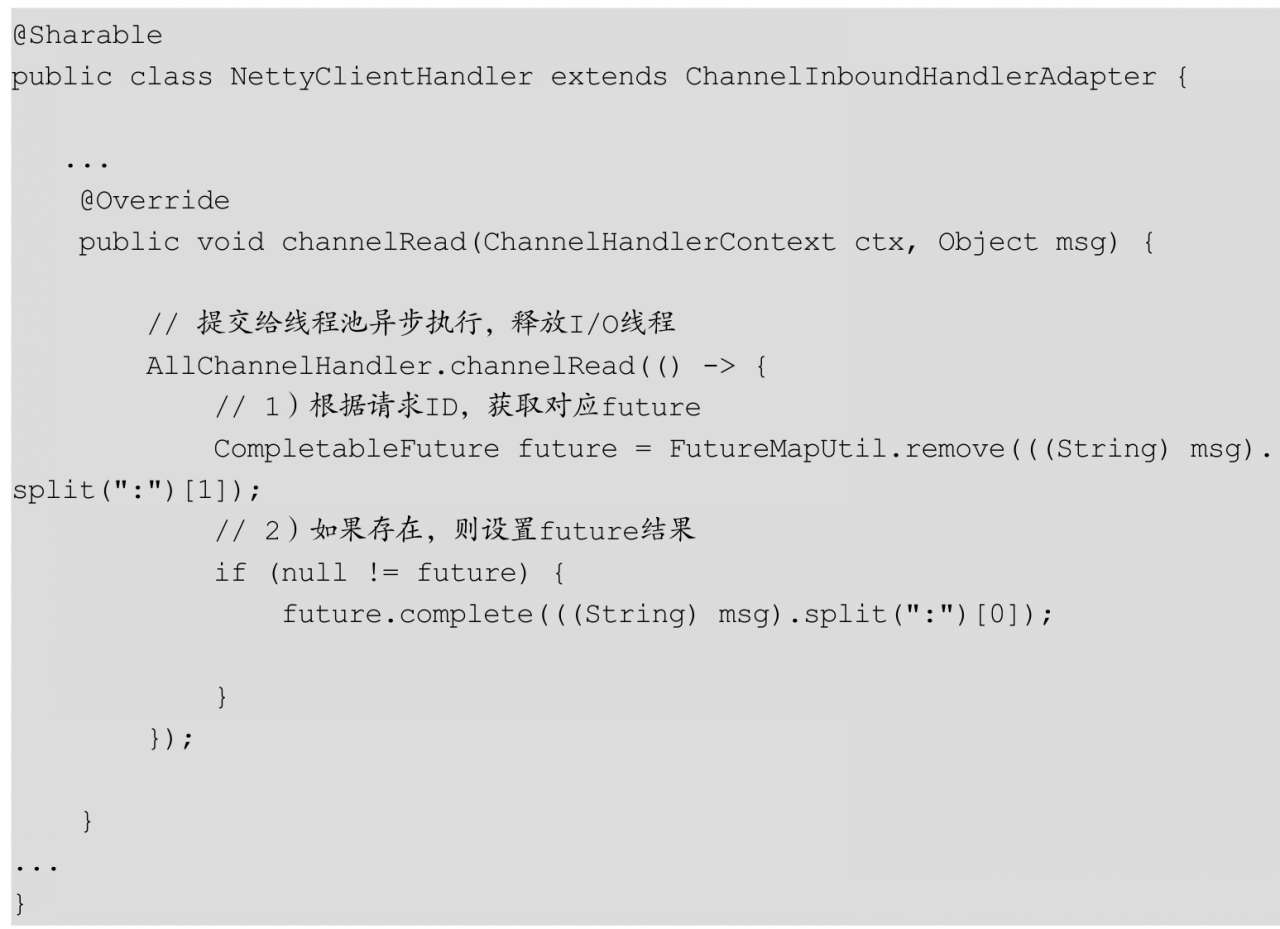 @Sharable
public class NettyClientHandler extends ChannelInboundHandlerAdapter {
...
@Override
public void channelRead(ChannelHandlerContext ctx, Object msg) {
// 提交给线程池异步执行，释放I/O线程
AllChannelHandler.channelRead(() -> {
// 1）根据请求ID，获取对应future
CompletableFuture future = FutureMapUtil.remove(((String) msg).
split(":")[1]);
// 2）如果存在，则设置future结果
if (null != future) {
future.complete(((String) msg).split(":")[0]);
}
});
}
...
}